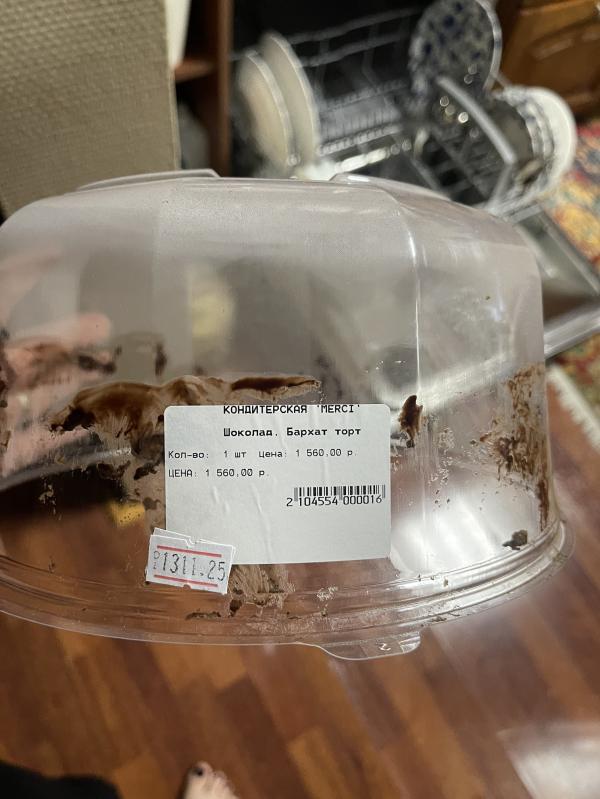 КОНДИТЕРСКАЯ 'MERCI'
Шоколад. Бархат торт
Кол-во: 1 шт Цена: 1 560,00 р.
ЦЕНА: 1 560,00 р.
2 104554 000016
1311.25